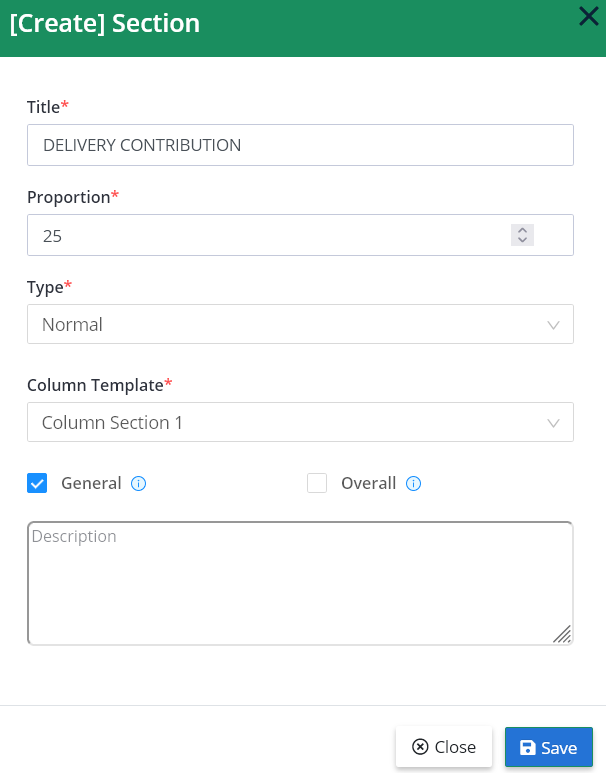 [Create] Section
Title*
DELIVERY CONTRIBUTION
Proportion*
25
Type*
Normal
Column Template*
Column Section 1
General
Overall
Description
Close
Save